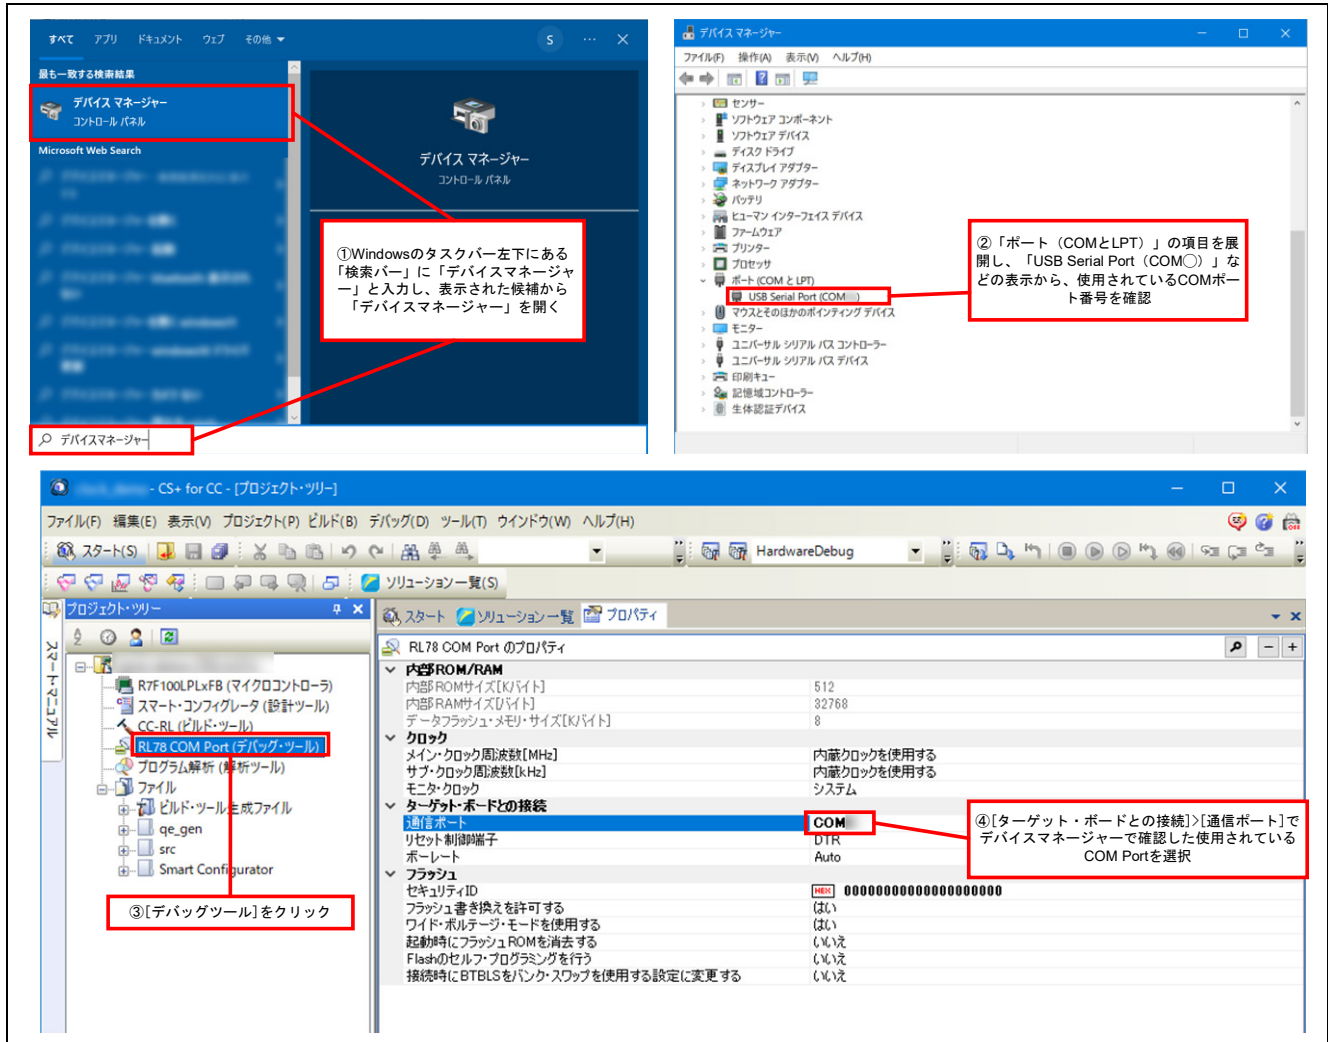 すべて アプリ ドキュメント ウェブ その他 S … ×
最も一致する検索結果
デバイス マネージャー
コントロール パネル
Microsoft Web Search
デバイス マネージャー
コントロール パネル
①Windowsのタスクバー左下にある
「検索バー」に「デバイスマネージャ
ー」と入力し、表示された候補から
「デバイスマネージャー」を開く
デバイスマネージャー
デバイス マネージャー
ファイル(F) 操作(A) 表示(V) ヘルプ(H)
センサー
ソフトウェア コンポーネント
ソフトウェア デバイス
ディスク ドライブ
ディスプレイ アダプター
ネットワーク アダプター
バッテリ
ヒューマン インターフェイス デバイス
ファームウェア
プリンター
プロセッサ
ポート (COM と LPT)
USB Serial Port (COM )
マウスとそのほかのポインティング デバイス
モニター
ユニバーサル シリアル バス コントローラー
ユニバーサル シリアル バス デバイス
印刷キュー
記憶域コントローラー
生体認証デバイス
②「ポート（COMとLPT）」の項目を展
開し、「USB Serial Port（COM〇）」な
どの表示から、使用されているCOMポー
ト番号を確認
- CS+ for CC - [プロジェクト・ツリー]
ファイル(F) 編集(E) 表示(V) プロジェクト(P) ビルド(B) デバッグ(D) ツール(T) ウインドウ(W) ヘルプ(H)
スタート(S) HardwareDebug
ソリューション一覧(S)
プロジェクト・ツリー
スマート・マニュアル
R7F100LPLxFB (マイクロコントローラ)
スマート・コンフィグレータ (設計ツール)
CC-RL (ビルド・ツール)
RL78 COM Port (デバッグ・ツール)
プログラム解析 (解析ツール)
ファイル
ビルド・ツール生成ファイル
qe_gen
src
Smart Configurator
③[デバッグツール]をクリック
スタート ソリューション一覧 プロパティ
RL78 COM Port のプロパティ
内部ROM/RAM
内部ROMサイズ[Kバイト] 512
内部RAMサイズ[バイト] 32768
データフラッシュ・メモリ・サイズ[Kバイト] 8
クロック
メイン・クロック周波数[MHz] 内蔵クロックを使用する
サブ・クロック周波数[kHz] 内蔵クロックを使用する
モニタ・クロック システム
ターゲット・ボードとの接続
通信ポート COM
リセット制御端子 DTR
ボーレート Auto
フラッシュ
セキュリティID HEX 00000000000000000000
フラッシュ書き換えを許可する はい
ワイド・ボルテージ・モードを使用する はい
起動時にフラッシュROMを消去する いいえ
Flashのセルフ・プログラミングを行う いいえ
接続時にBTBLSをバンク・スワップを使用する設定に変更する いいえ
④[ターゲット・ボードとの接続]>[通信ポート]で
デバイスマネージャーで確認した使用されている
COM Portを選択